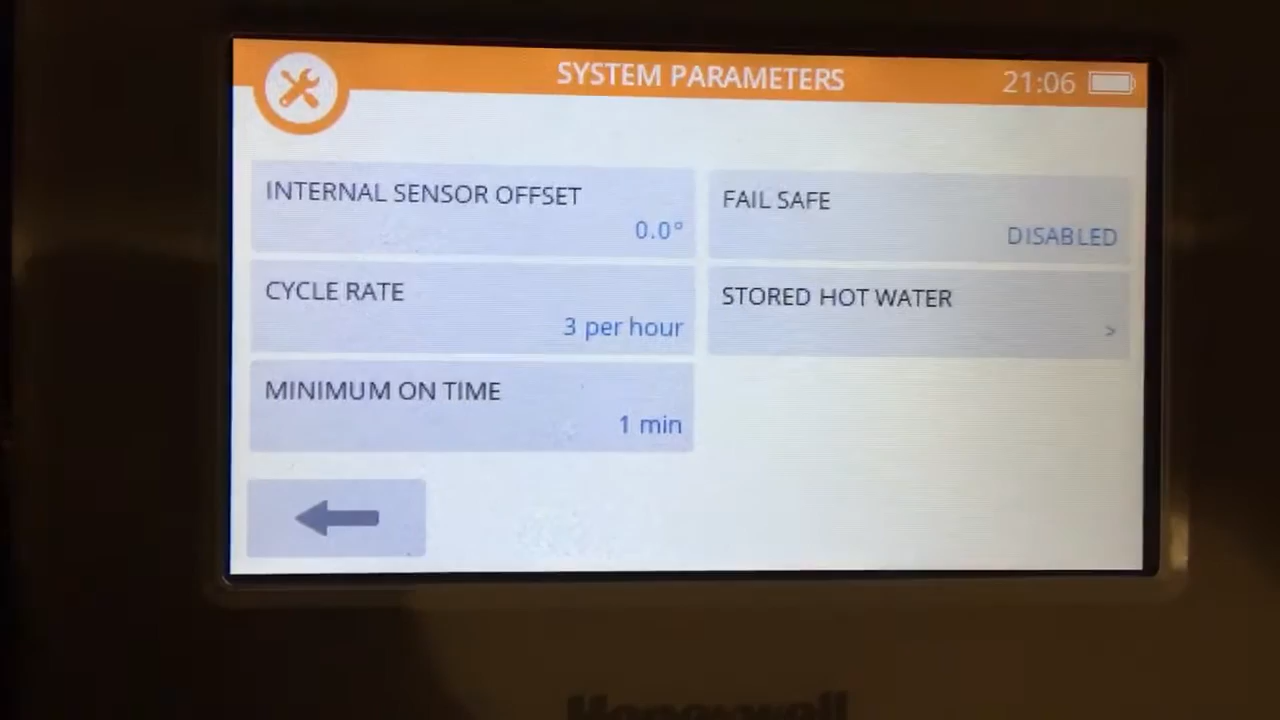 SYSTEM PARAMETERS
21:06
INTERNAL SENSOR OFFSET
0.0°
CYCLE RATE
3 per hour
MINIMUM ON TIME
1 min
FAIL SAFE
DISABLED
STORED HOT WATER
>
Honeywell